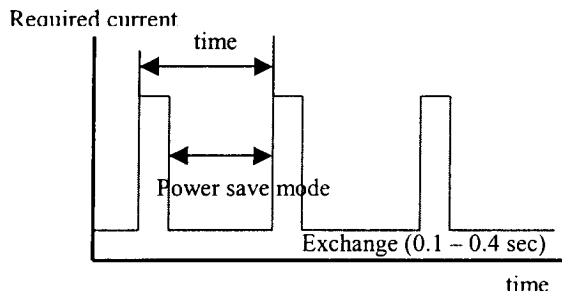 Required current
time
Power save mode
Exchange (0.1 – 0.4 sec)
time